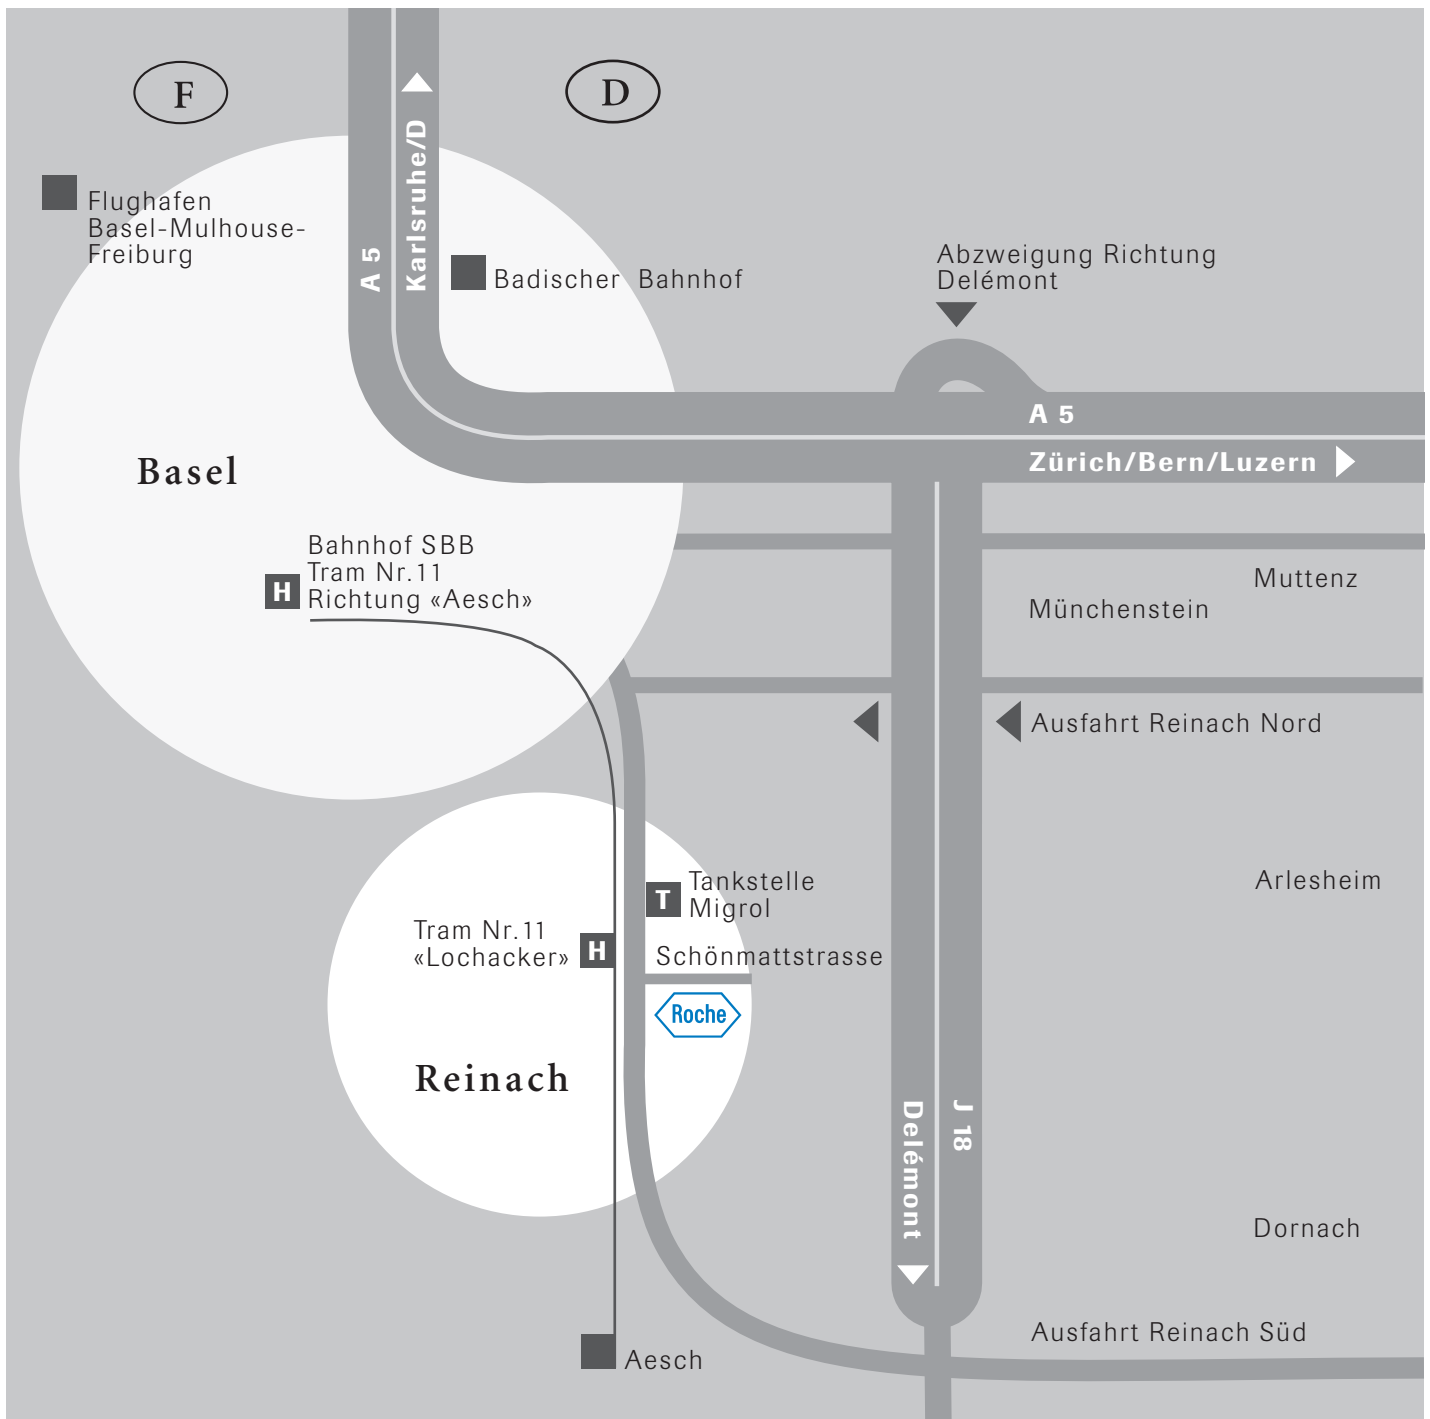 F
D
Flughafen
Basel-Mulhouse-
Freiburg
A 5
Karlsruhe/D
Badischer Bahnhof
Abzweigung Richtung
Delémont
A 5
Zürich/Bern/Luzern
Basel
Bahnhof SBB
Tram Nr.11
Richtung «Aesch»
H
Muttenz
Münchenstein
Ausfahrt Reinach Nord
T
Tankstelle
Migrol
Arlesheim
Tram Nr.11
«Lochacker»
H
Schönmattstrasse
Roche
Reinach
Delémont
J 18
Dornach
Ausfahrt Reinach Süd
Aesch